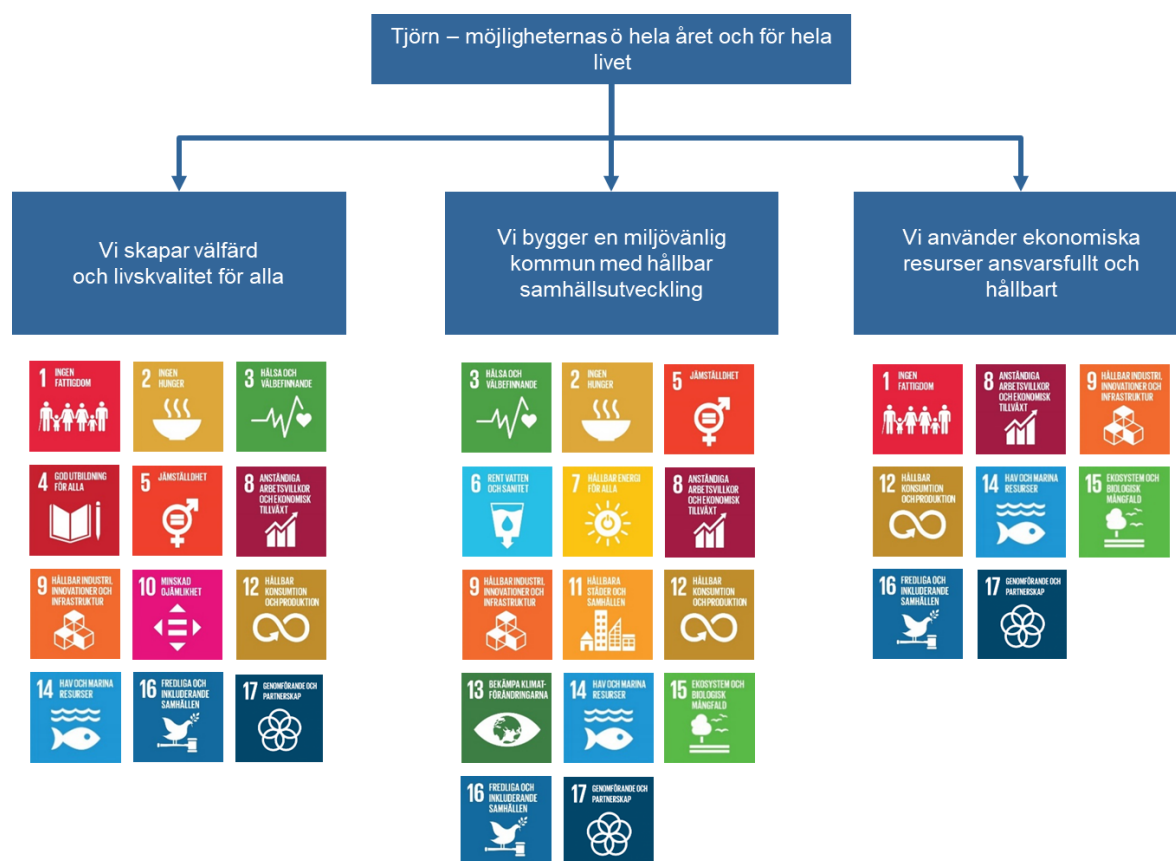 Tjörn – möjligheternas ö hela året och för hela
livet
Vi skapar välfärd
och livskvalitet för alla
Vi bygger en miljövänlig
kommun med hållbar
samhällsutveckling
Vi använder ekonomiska
resurser ansvarsfullt och
hållbart
1 INGEN
FATTIGDOM
2 INGEN
HUNGER
3 HÄLSA OCH
VÄLBEFINNANDE
4 GOD UTBILDNING
FÖR ALLA
5 JÄMSTÄLLDHET
8 ANSTÄNDIGA
ARBETSVILLKOR
OCH EKONOMISK
TILLVÄXT
9 HÅLLBAR INDUSTRI,
INNOVATIONER OCH
INFRASTRUKTUR
10 MINSKAD
OJÄMLIKHET
12 HÅLLBAR
KONSUMTION
OCH PRODUKTION
14 HAV OCH MARINA
RESURSER
16 FREDLIGA OCH
INKLUDERANDE
SAMHÄLLEN
17 GENOMFÖRANDE OCH
PARTNERSKAP
3 HÄLSA OCH
VÄLBEFINNANDE
2 INGEN
HUNGER
5 JÄMSTÄLLDHET
6 RENT VATTEN
OCH SANITET
7 HÅLLBAR ENERGI
FÖR ALLA
8 ANSTÄNDIGA
ARBETSVILLKOR
OCH EKONOMISK
TILLVÄXT
9 HÅLLBAR INDUSTRI,
INNOVATIONER OCH
INFRASTRUKTUR
11 HÅLLBARA
STÄDER OCH
SAMHÄLLEN
12 HÅLLBAR
KONSUMTION
OCH PRODUKTION
13 BEKÄMPA KLIMAT-
FÖRÄNDRINGARNA
14 HAV OCH MARINA
RESURSER
15 EKOSYSTEM OCH
BIOLOGISK
MÅNGFALD
16 FREDLIGA OCH
INKLUDERANDE
SAMHÄLLEN
17 GENOMFÖRANDE OCH
PARTNERSKAP
1 INGEN
FATTIGDOM
8 ANSTÄNDIGA
ARBETSVILLKOR
OCH EKONOMISK
TILLVÄXT
9 HÅLLBAR INDUSTRI,
INNOVATIONER OCH
INFRASTRUKTUR
12 HÅLLBAR
KONSUMTION
OCH PRODUKTION
14 HAV OCH MARINA
RESURSER
15 EKOSYSTEM OCH
BIOLOGISK
MÅNGFALD
16 FREDLIGA OCH
INKLUDERANDE
SAMHÄLLEN
17 GENOMFÖRANDE OCH
PARTNERSKAP